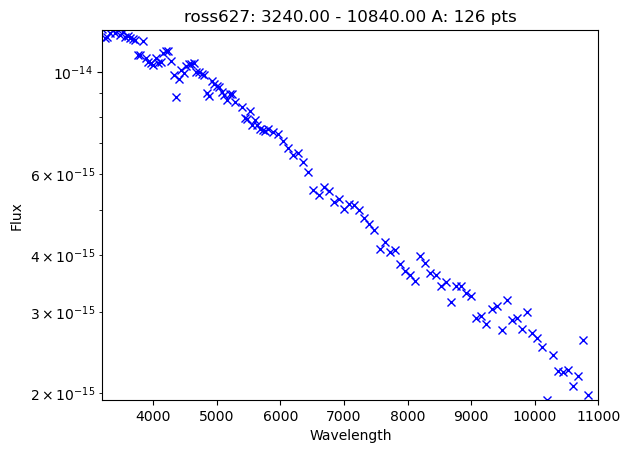 ross627: 3240.00 - 10840.00 A: 126 pts
10⁻¹⁴
6 × 10⁻¹⁵
4 × 10⁻¹⁵
3 × 10⁻¹⁵
2 × 10⁻¹⁵
Flux
4000 5000 6000 7000 8000 9000 10000 11000
Wavelength